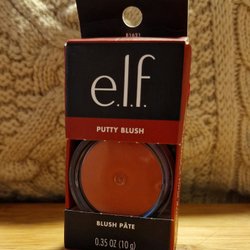 e.l.f.
PUTTY BLUSH
BLUSH PÂTE
0.35 OZ (10 g)